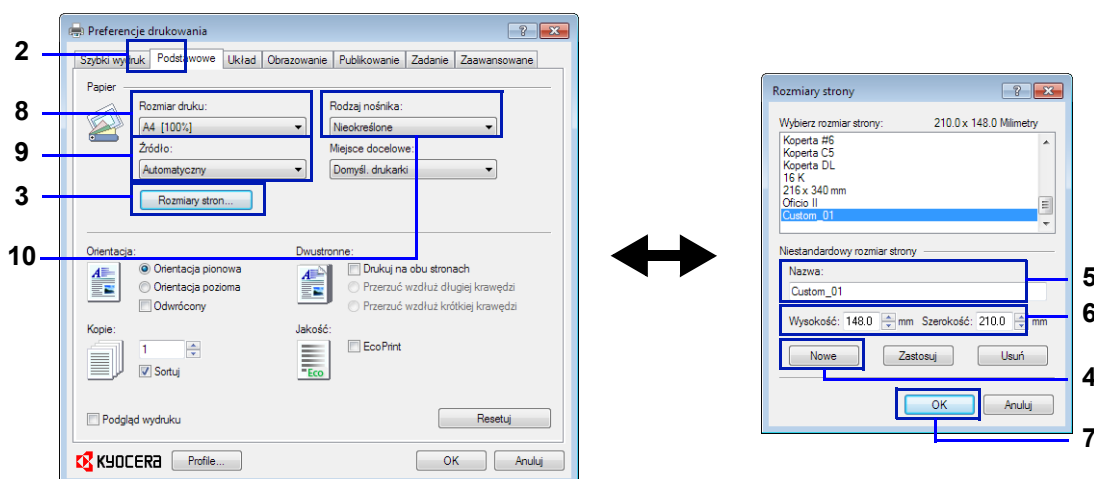 Preferencje drukowania
2
Szybki wydruk Podstawowe Układ Obrazowanie Publikowanie Zadanie Zaawansowane
Papier
8
Rozmiar druku:
Rodzaj nośnika:
A4 [100%]
Nieokreślone
9
Źródło:
Miejsce docelowe:
Automatyczny
Domyśl. drukarki
3
Rozmiary stron...
10
Orientacja:
Orientacja pionowa
Orientacja pozioma
Odwrócony
Dwustronne:
Drukuj na obu stronach
Przerzuć wzdłuż długiej krawędzi
Przerzuć wzdłuż krótkiej krawędzi
Kopie:
1
Sortuj
Jakość:
Eco
EcoPrint
Podgląd wydruku
Resetuj
KYOCERA
Profile...
OK
Anuluj
Rozmiary strony
Wybierz rozmiar strony: 210.0 x 148.0 Milimetry
Koperta #6
Koperta C5
Koperta DL
16 K
216 x 340 mm
Oficio II
Custom_01
Niestandardowy rozmiar strony
Nazwa:
5
Custom_01
Wysokość: 148.0 mm Szerokość: 210.0 mm
6
Nowe
Zastosuj
Usuń
4
OK
Anuluj
7